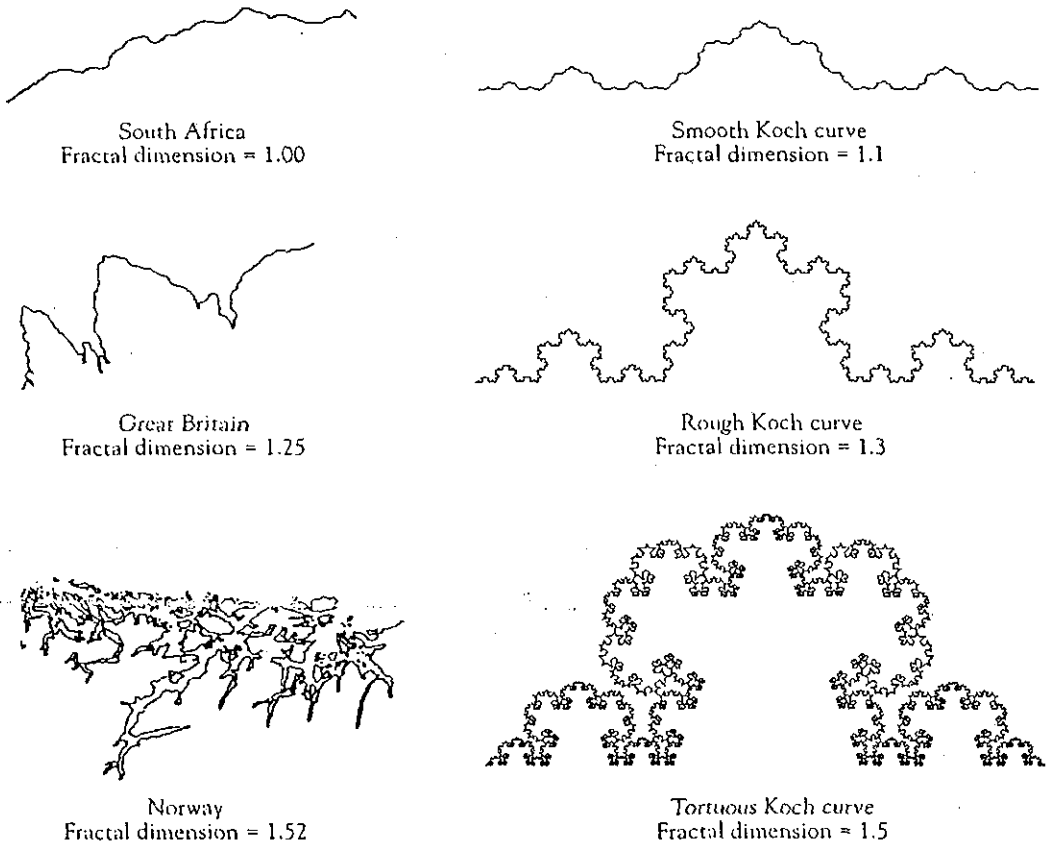 South Africa
Fractal dimension = 1.00
Smooth Koch curve
Fractal dimension = 1.1
Great Britain
Fractal dimension = 1.25
Rough Koch curve
Fractal dimension = 1.3
Norway
Fractal dimension = 1.52
Tortuous Koch curve
Fractal dimension = 1.5